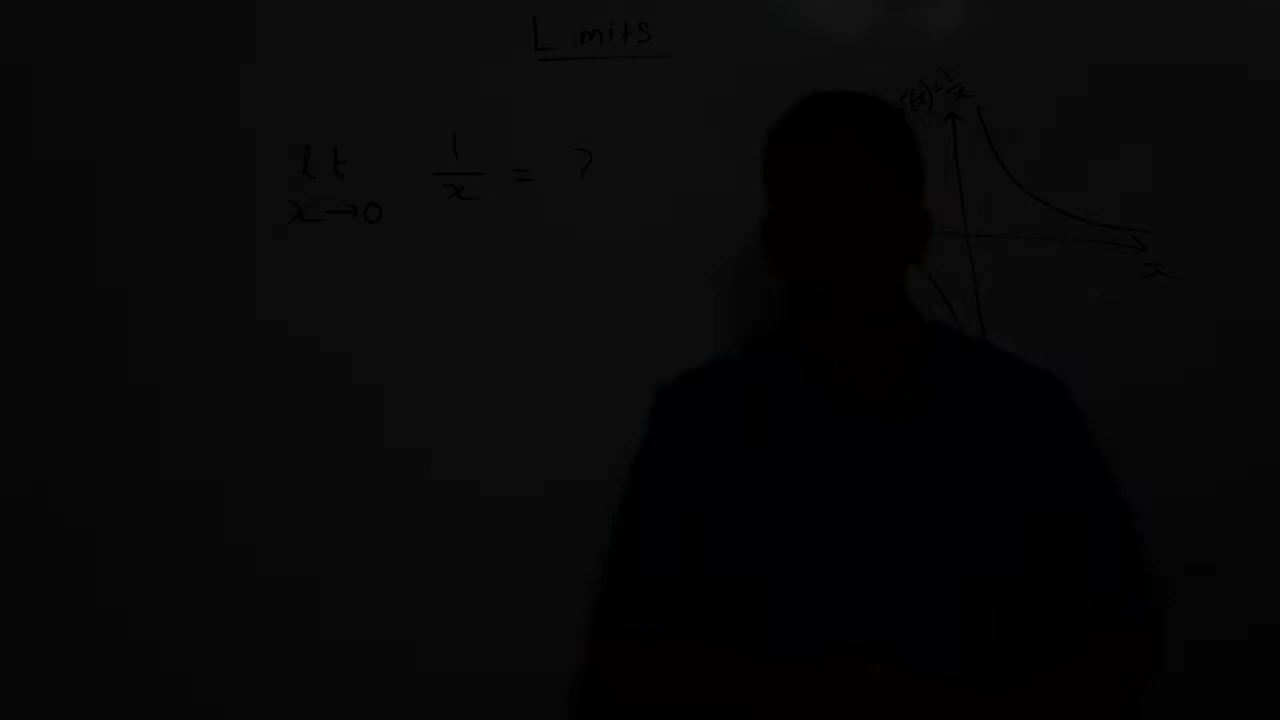 Limits
lt 1/x = ?
x→0
f(x) = 1/x
x